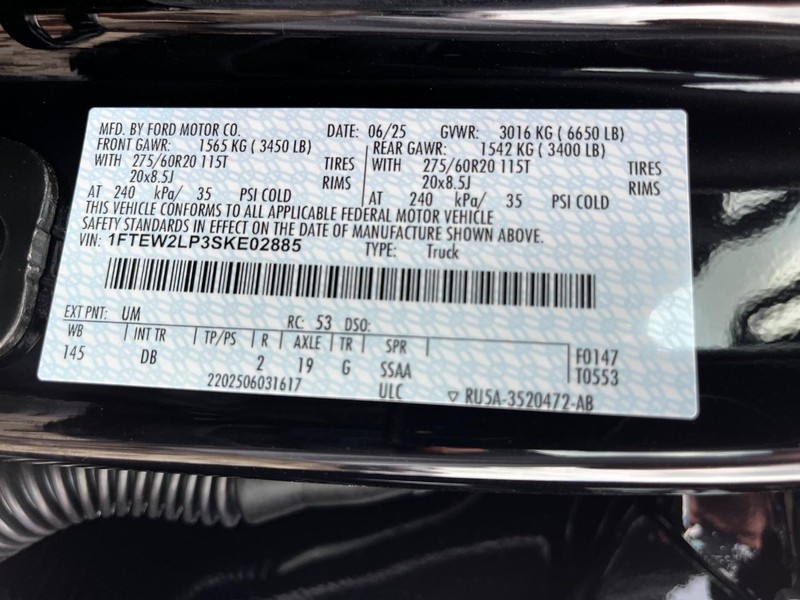 MFD. BY FORD MOTOR CO. DATE: 06/25 GVWR: 3016 KG ( 6650 LB)
FRONT GAWR: 1565 KG ( 3450 LB) REAR GAWR: 1542 KG ( 3400 LB)
WITH 275/60R20 115T TIRES WITH 275/60R20 115T TIRES
20x8.5J RIMS 20x8.5J RIMS
AT 240 kPa/ 35 PSI COLD AT 240 kPa/ 35 PSI COLD
THIS VEHICLE CONFORMS TO ALL APPLICABLE FEDERAL MOTOR VEHICLE
SAFETY STANDARDS IN EFFECT ON THE DATE OF MANUFACTURE SHOWN ABOVE.
VIN: 1FTEW2LP3SKE02885 TYPE: Truck
EXT PNT: UM RC: 53 DSO:
WB INT TR TP/PS R AXLE TR SPR F0147
145 DB 2 19 G SSAA T0553
2202506031617 ULC ▽ RU5A-3520472-AB